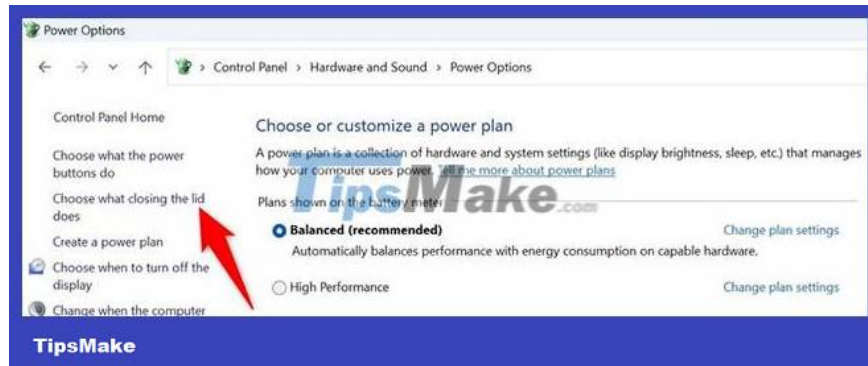 Power Options
Control Panel > Hardware and Sound > Power Options
Control Panel Home
Choose what the power
buttons do
Choose what closing the lid
does
Create a power plan
Choose when to turn off the
display
Change when the computer
Choose or customize a power plan
A power plan is a collection of hardware and system settings (like display brightness, sleep, etc.) that manages
how your computer uses power. Tell me more about power plans
Plans shown on the battery meter
TipsMake.com
Balanced (recommended)
Change plan settings
Automatically balances performance with energy consumption on capable hardware.
High Performance
Change plan settings
TipsMake